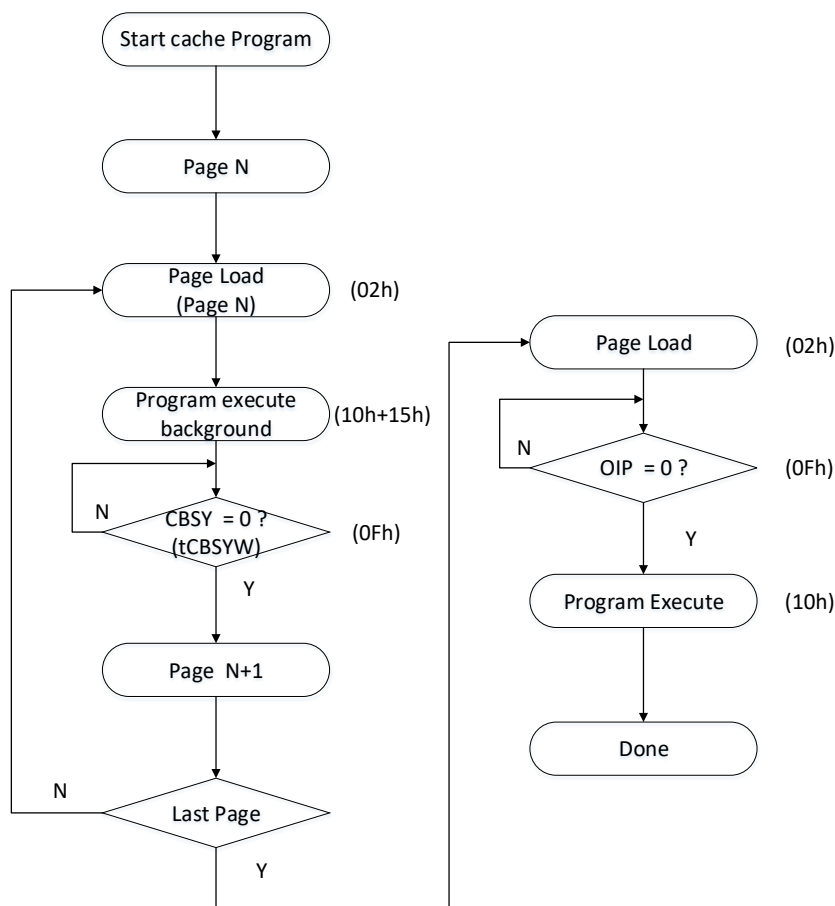 Start cache Program
Page N
Page Load
(Page N)
(02h)
Program execute
background
(10h+15h)
N
CBSY = 0 ?
(tCBSYW)
(0Fh)
Y
Page N+1
N
Last Page
Y
Page Load
(02h)
N
OIP = 0 ?
(0Fh)
Y
Program Execute
(10h)
Done